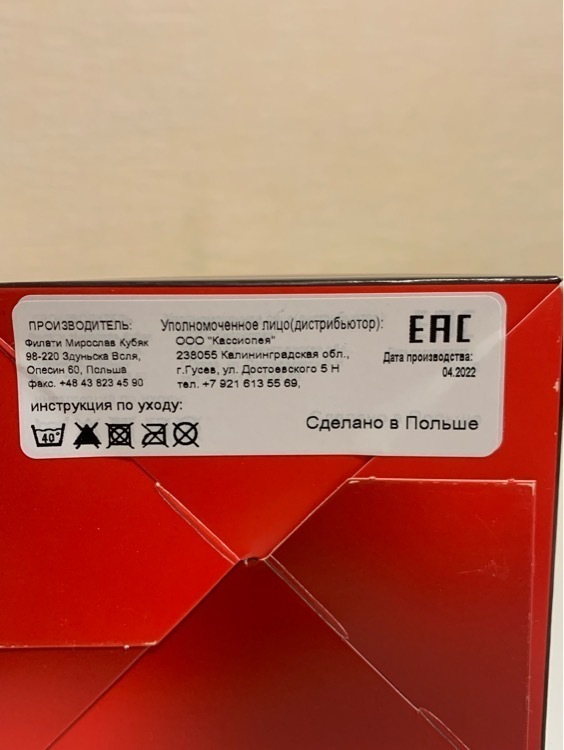 ПРОИЗВОДИТЕЛЬ:
Филати Мирослав Кубяк
98-220 Здуньска Воля,
Опесин 60, Польша
факс. +48 43 823 45 90
Уполномоченное лицо(дистрибьютор):
ООО "Кассиопея"
238055 Калининградская обл.,
г.Гусев, ул. Достоевского 5 Н
тел. +7 921 613 55 69,
EAC
Дата производства:
04.2022
инструкция по уходу:
40°
Сделано в Польше